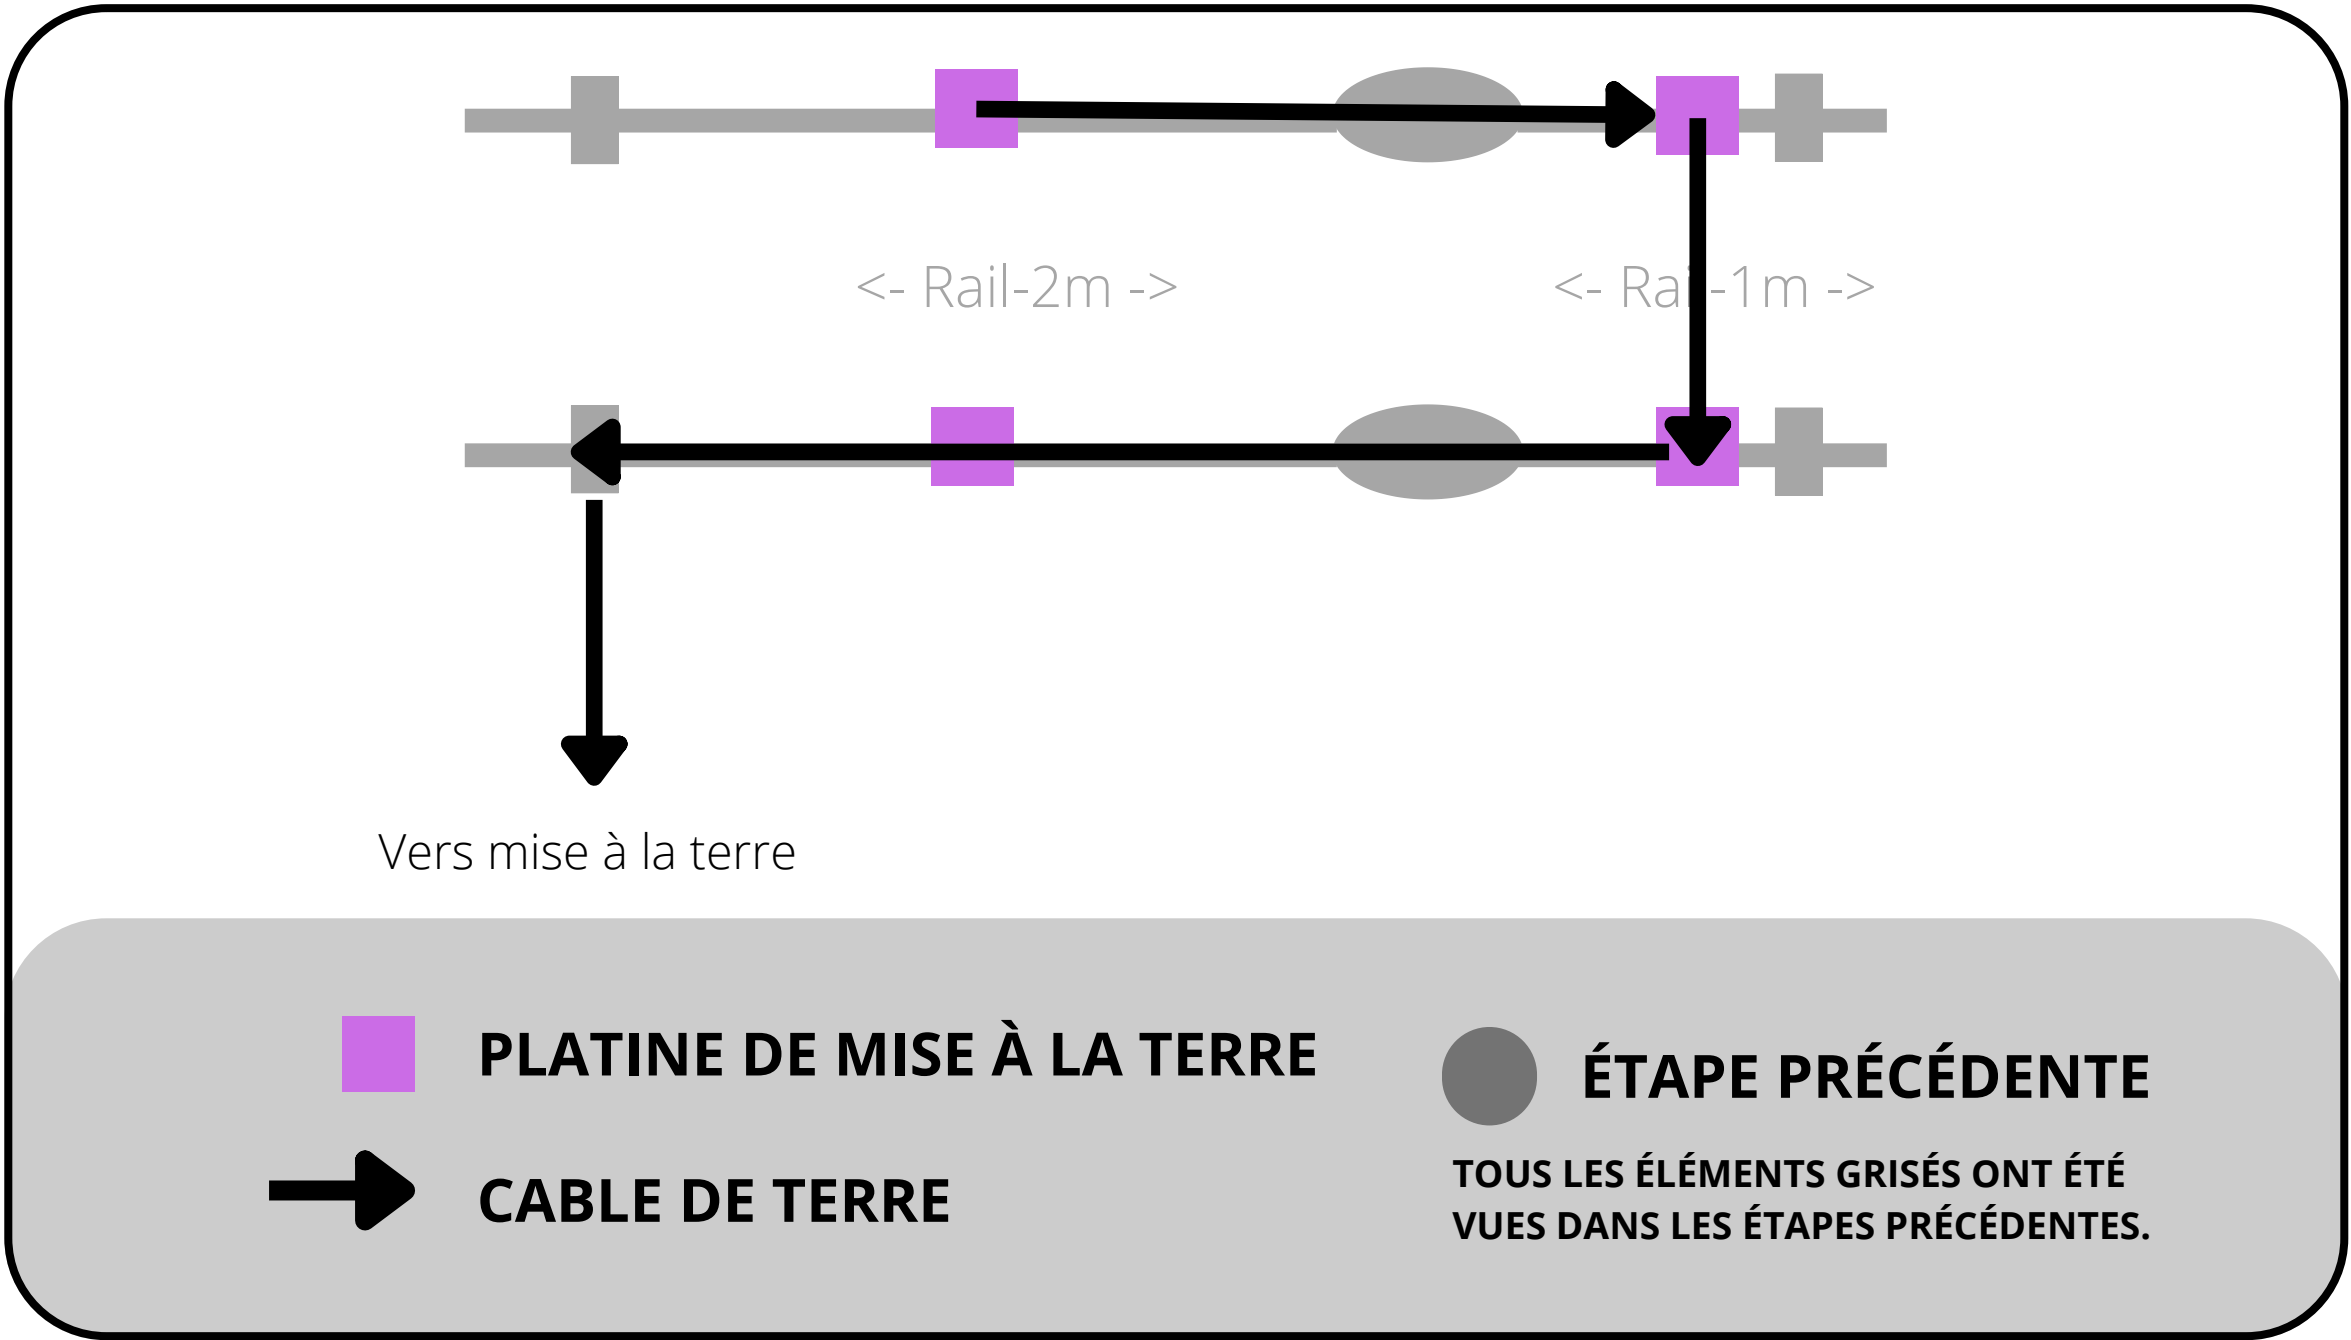 <- Rail-2m ->
<- Rail-1m ->
Vers mise à la terre
PLATINE DE MISE À LA TERRE
CABLE DE TERRE
ÉTAPE PRÉCÉDENTE
TOUS LES ÉLÉMENTS GRISÉS ONT ÉTÉ
VUES DANS LES ÉTAPES PRÉCÉDENTES.